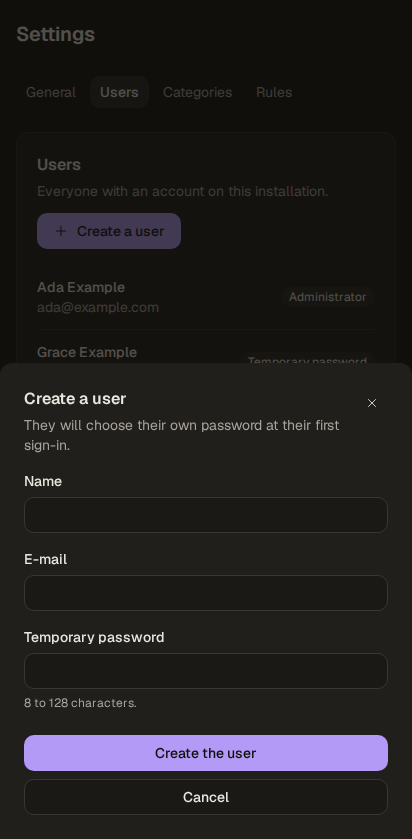 Settings
General Users Categories Rules
Users
Everyone with an account on this installation.
+ Create a user
Ada Example
Administrator
ada@example.com
Grace Example
Temporary password
Create a user
They will choose their own password at their first
sign-in.
Name
E-mail
Temporary password
8 to 128 characters.
Create the user
Cancel